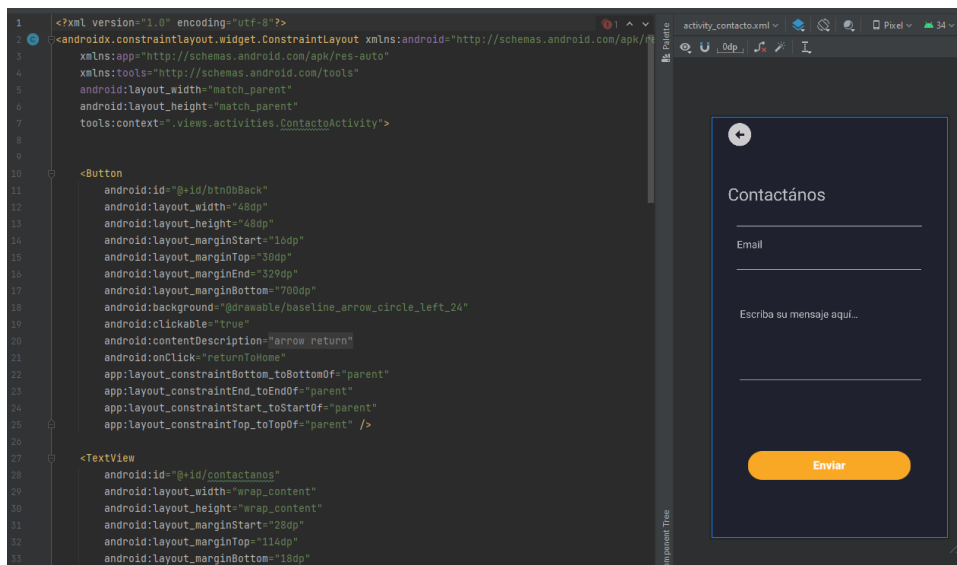 1 <?xml version="1.0" encoding="utf-8"?>
2 <androidx.constraintlayout.widget.ConstraintLayout xmlns:android="http://schemas.android.com/apk/re
3 xmlns:app="http://schemas.android.com/apk/res-auto"
4 xmlns:tools="http://schemas.android.com/tools"
5 android:layout_width="match_parent"
6 android:layout_height="match_parent"
7 tools:context=".views.activities.ContactoActivity">
8
9
10 <Button
11 android:id="@+id/btnObBack"
12 android:layout_width="48dp"
13 android:layout_height="48dp"
14 android:layout_marginStart="16dp"
15 android:layout_marginTop="30dp"
16 android:layout_marginEnd="329dp"
17 android:layout_marginBottom="700dp"
18 android:background="@drawable/baseline_arrow_circle_left_24"
19 android:clickable="true"
20 android:contentDescription="arrow return"
21 android:onClick="returnToHome"
22 app:layout_constraintBottom_toBottomOf="parent"
23 app:layout_constraintEnd_toEndOf="parent"
24 app:layout_constraintStart_toStartOf="parent"
25 app:layout_constraintTop_toTopOf="parent" />
26
27 <TextView
28 android:id="@+id/contactanos"
29 android:layout_width="wrap_content"
30 android:layout_height="wrap_content"
31 android:layout_marginStart="28dp"
32 android:layout_marginTop="114dp"
33 android:layout_marginBottom="18dp"
1
Palette
activity_contacto.xml
Pixel
34
0dp
Contactános
Email
Escriba su mensaje aquí...
Enviar
mponent Tree